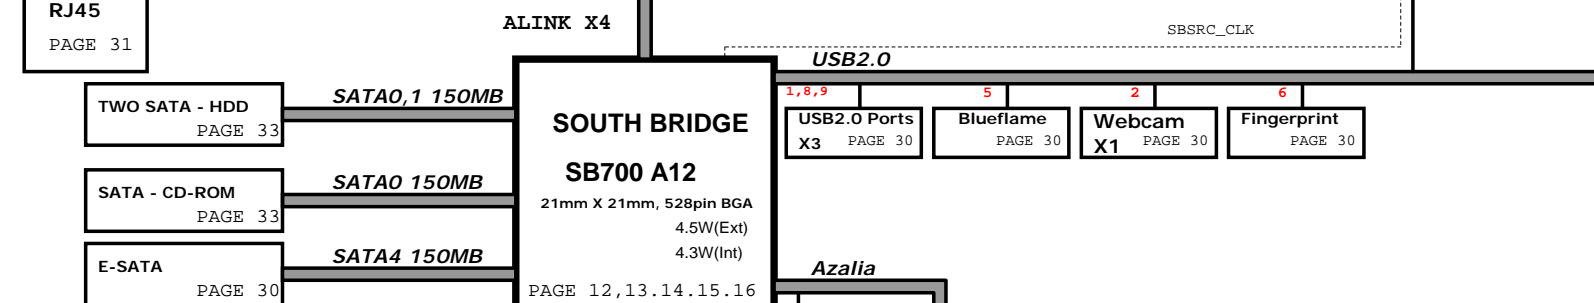 RJ45
PAGE 31
ALINK X4
SBSRC_CLK
USB2.0
TWO SATA - HDD
PAGE 33
SATA0,1 150MB
SATA - CD-ROM
PAGE 33
SATA0 150MB
E-SATA
PAGE 30
SATA4 150MB
SOUTH BRIDGE
SB700 A12
21mm X 21mm, 528pin BGA
4.5W(Ext)
4.3W(Int)
PAGE 12,13.14.15.16
1,8,9
USB2.0 Ports
X3 PAGE 30
5
Blueflame
PAGE 30
2
Webcam
X1 PAGE 30
6
Fingerprint
PAGE 30
Azalia